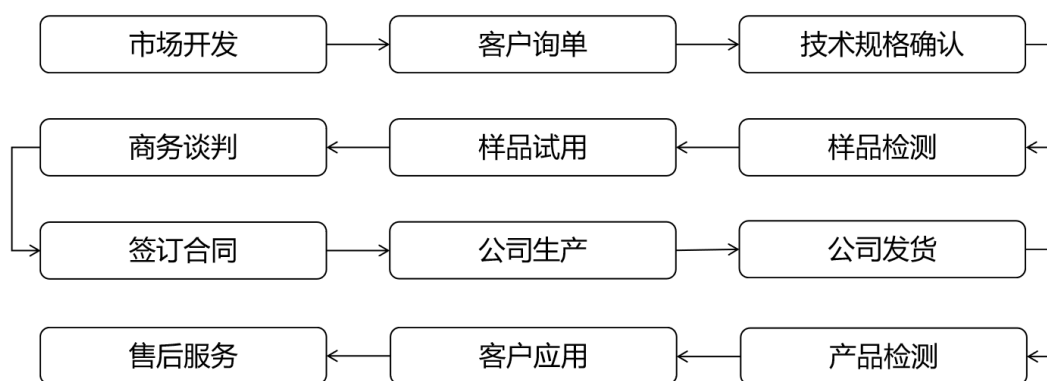 市场开发
客户询单
技术规格确认
商务谈判
样品试用
样品检测
签订合同
公司生产
公司发货
售后服务
客户应用
产品检测